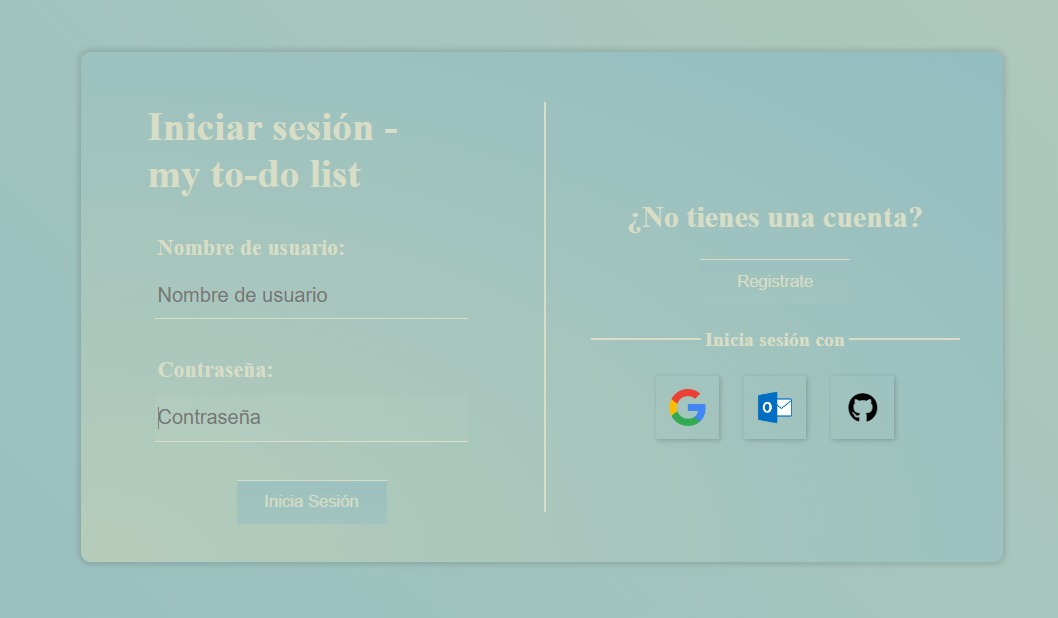 Iniciar sesión -
my to-do list
Nombre de usuario:
Nombre de usuario
Contraseña:
Contraseña
Inicia Sesión
¿No tienes una cuenta?
Registrate
Inicia sesión con